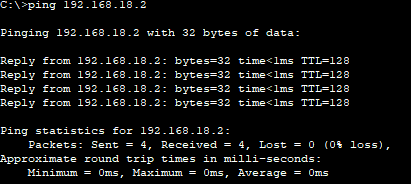 C:\>ping 192.168.18.2
Pinging 192.168.18.2 with 32 bytes of data:
Reply from 192.168.18.2: bytes=32 time<1ms TTL=128
Reply from 192.168.18.2: bytes=32 time<1ms TTL=128
Reply from 192.168.18.2: bytes=32 time<1ms TTL=128
Reply from 192.168.18.2: bytes=32 time<1ms TTL=128
Ping statistics for 192.168.18.2:
    Packets: Sent = 4, Received = 4, Lost = 0 (0% loss),
Approximate round trip times in milli-seconds:
    Minimum = 0ms, Maximum = 0ms, Average = 0ms